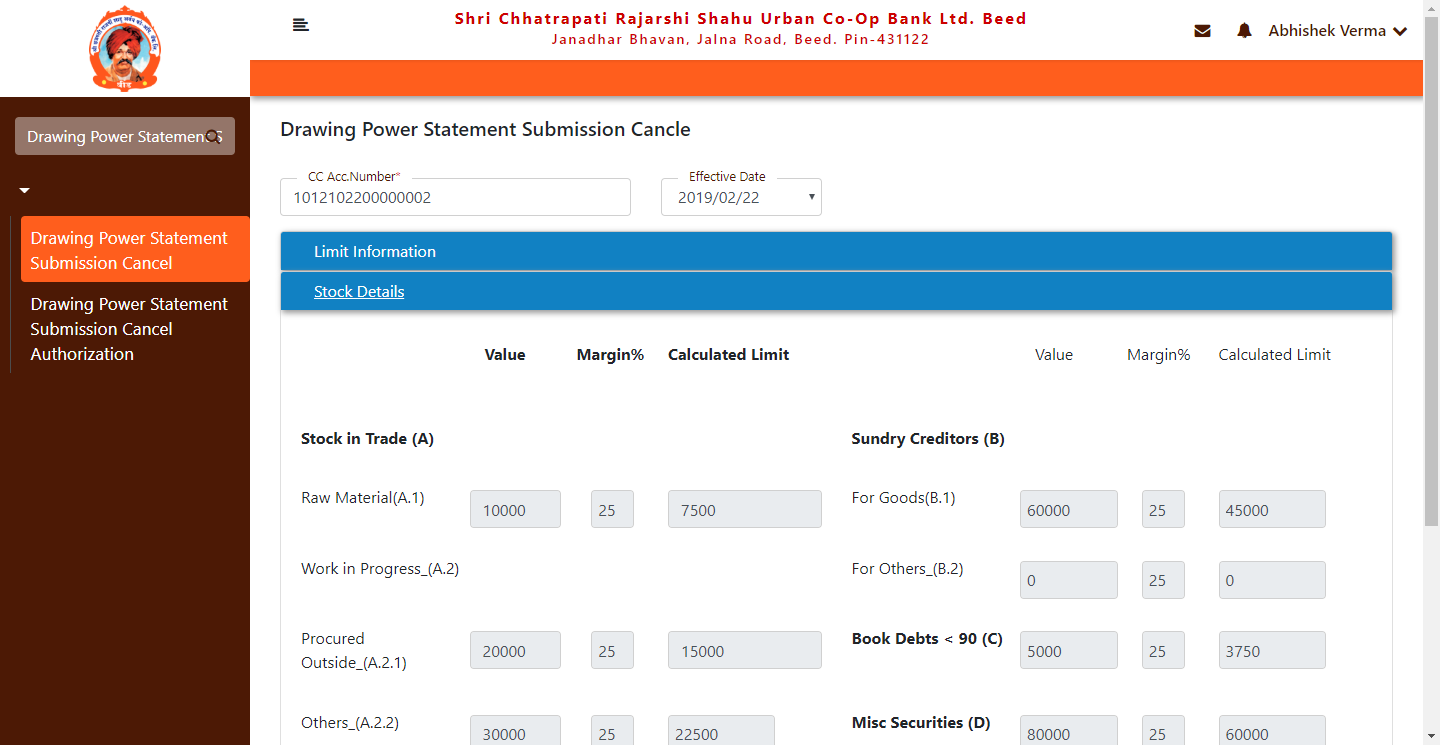 Shri Chhatrapati Rajarshi Shahu Urban Co-Op Bank Ltd. Beed
Janadhar Bhavan, Jalna Road, Beed. Pin-431122
Abhishek Verma
Drawing Power Statement
Drawing Power Statement
Submission Cancel
Drawing Power Statement
Submission Cancel
Authorization
Drawing Power Statement Submission Cancle
CC Acc.Number*
1012102200000002
Effective Date
2019/02/22
Limit Information
Stock Details
Value Margin% Calculated Limit Value Margin% Calculated Limit
Stock in Trade (A) Sundry Creditors (B)
Raw Material(A.1) 10000 25 7500 For Goods(B.1) 60000 25 45000
Work in Progress_(A.2) For Others_(B.2) 0 25 0
Procured
Outside_(A.2.1) 20000 25 15000 Book Debts < 90 (C) 5000 25 3750
Others_(A.2.2) 30000 25 22500 Misc Securities (D) 80000 25 60000